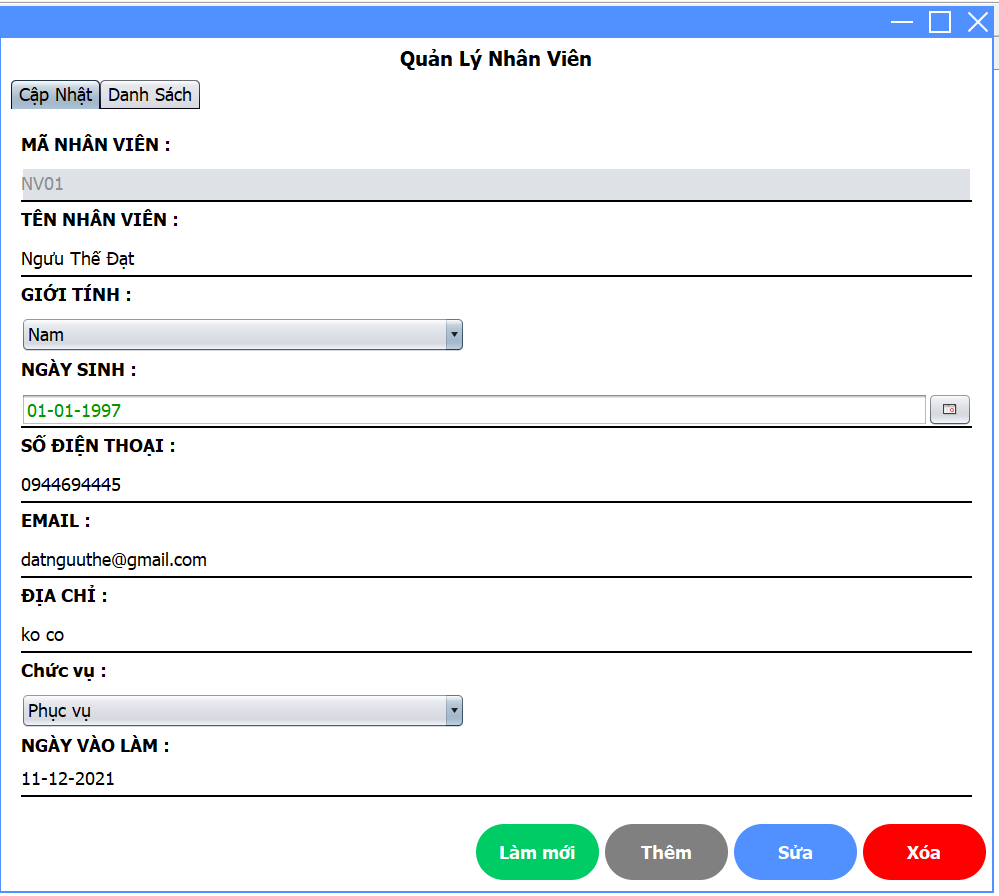 Quản Lý Nhân Viên
Cập Nhật Danh Sách
MÃ NHÂN VIÊN :
NV01
TÊN NHÂN VIÊN :
Ngưu Thế Đạt
GIỚI TÍNH :
Nam
NGÀY SINH :
01-01-1997
SỐ ĐIỆN THOẠI :
0944694445
EMAIL :
datnguuthe@gmail.com
ĐỊA CHỈ :
ko co
Chức vụ :
Phục vụ
NGÀY VÀO LÀM :
11-12-2021
Làm mới Thêm Sửa Xóa